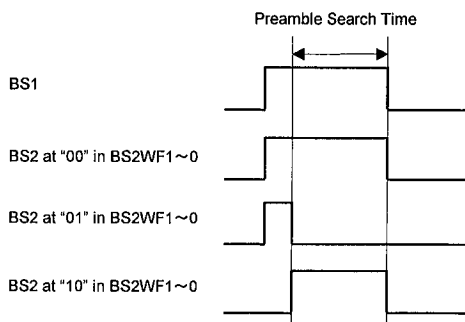 Preamble Search Time
BS1
BS2 at "00" in BS2WF1～0
BS2 at "01" in BS2WF1～0
BS2 at "10" in BS2WF1～0